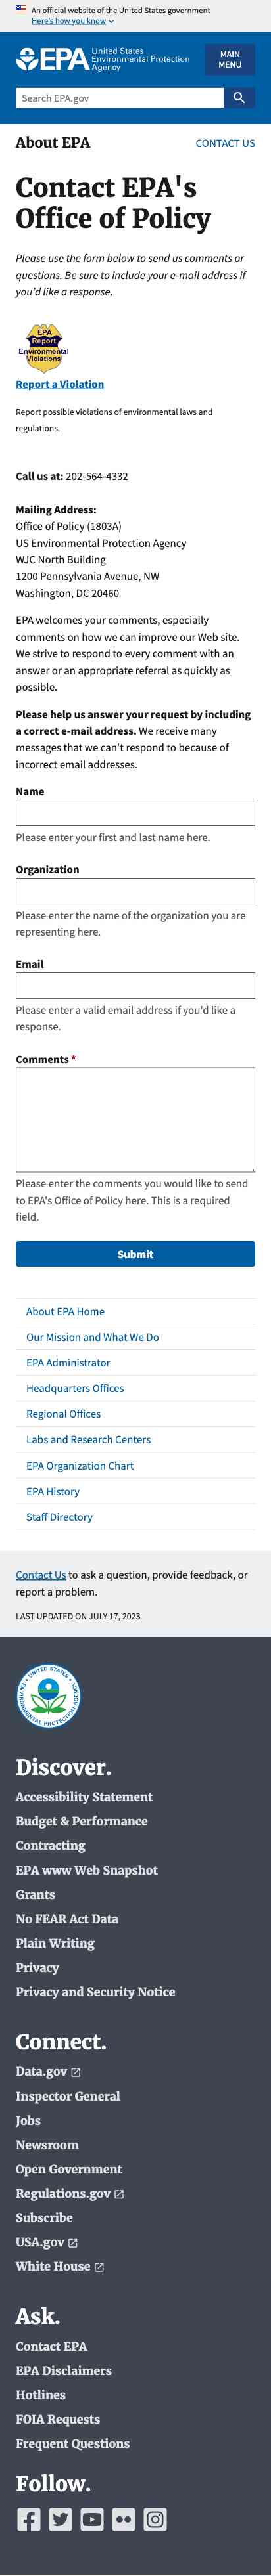 An official website of the United States government
Here's how you know
EPA United States
Environmental Protection
Agency
MAIN
MENU
Search EPA.gov
About EPA
CONTACT US
Contact EPA's
Office of Policy
Please use the form below to send us comments or
questions. Be sure to include your e-mail address if
you'd like a response.
EPA
Report
Environmental
Violations
Report a Violation
Report possible violations of environmental laws and
regulations.
Call us at: 202-564-4332
Mailing Address:
Office of Policy (1803A)
US Environmental Protection Agency
WJC North Building
1200 Pennsylvania Avenue, NW
Washington, DC 20460
EPA welcomes your comments, especially
comments on how we can improve our Web site.
We strive to respond to every comment with an
answer or an appropriate referral as quickly as
possible.
Please help us answer your request by including
a correct e-mail address. We receive many
messages that we can't respond to because of
incorrect email addresses.
Name
Please enter your first and last name here.
Organization
Please enter the name of the organization you are
representing here.
Email
Please enter a valid email address if you'd like a
response.
Comments *
Please enter the comments you would like to send
to EPA's Office of Policy here. This is a required
field.
Submit
About EPA Home
Our Mission and What We Do
EPA Administrator
Headquarters Offices
Regional Offices
Labs and Research Centers
EPA Organization Chart
EPA History
Staff Directory
Contact Us to ask a question, provide feedback, or
report a problem.
LAST UPDATED ON JULY 17, 2023
UNITED STATES
ENVIRONMENTAL PROTECTION AGENCY
Discover.
Accessibility Statement
Budget & Performance
Contracting
EPA www Web Snapshot
Grants
No FEAR Act Data
Plain Writing
Privacy
Privacy and Security Notice
Connect.
Data.gov
Inspector General
Jobs
Newsroom
Open Government
Regulations.gov
Subscribe
USA.gov
White House
Ask.
Contact EPA
EPA Disclaimers
Hotlines
FOIA Requests
Frequent Questions
Follow.